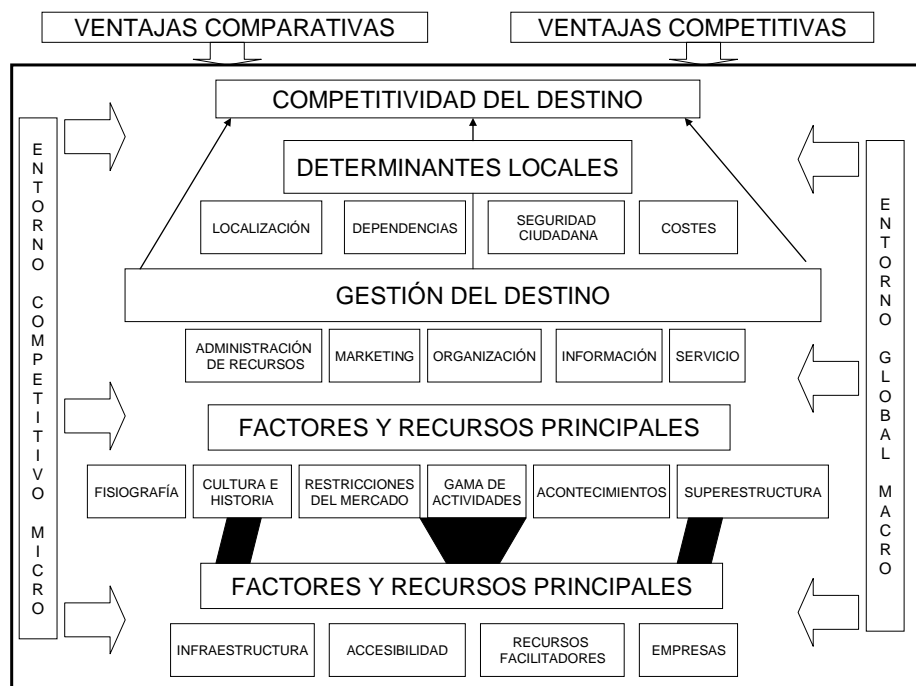 VENTAJAS COMPARATIVAS
VENTAJAS COMPETITIVAS
COMPETITIVIDAD DEL DESTINO
ENTORNO COMPETITIVO MICRO
ENTORNO GLOBAL MACRO
DETERMINANTES LOCALES
LOCALIZACIÓN
DEPENDENCIAS
SEGURIDAD
CIUDADANA
COSTES
GESTIÓN DEL DESTINO
ADMINISTRACIÓN
DE RECURSOS
MARKETING
ORGANIZACIÓN
INFORMACIÓN
SERVICIO
FACTORES Y RECURSOS PRINCIPALES
FISIOGRAFÍA
CULTURA E
HISTORIA
RESTRICCIONES
DEL MERCADO
GAMA DE
ACTIVIDADES
ACONTECIMIENTOS
SUPERESTRUCTURA
FACTORES Y RECURSOS PRINCIPALES
INFRAESTRUCTURA
ACCESIBILIDAD
RECURSOS
FACILITADORES
EMPRESAS